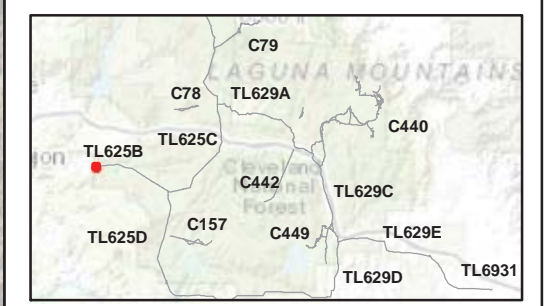 C79
LAGUNA MOUNTAINS
C78
TL629A
C440
TL625C
TL625B
Cleveland
National
Forest
C442
TL629C
C157
C449
TL629E
TL625D
TL629D
TL6931